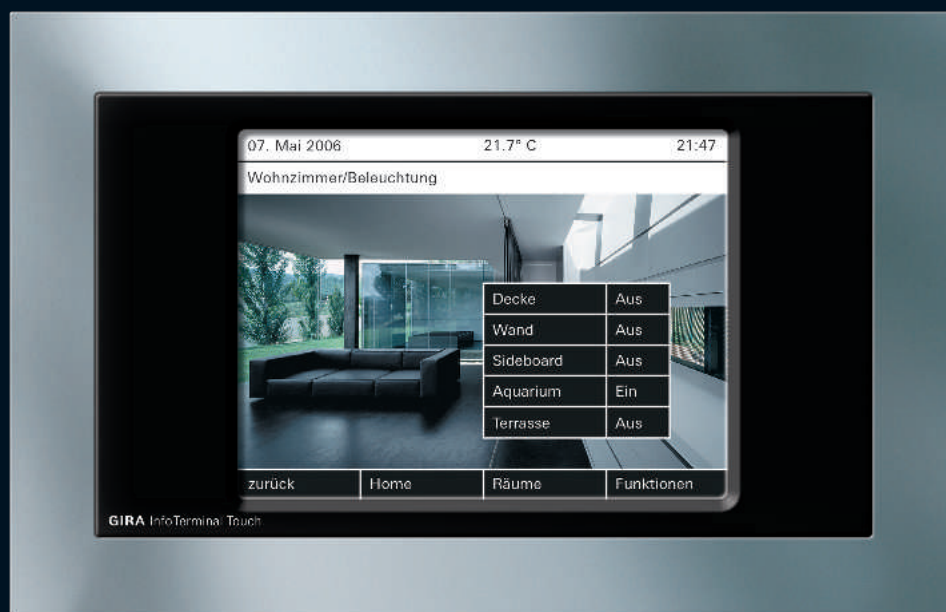 07. Mai 2006 21.7° C 21:47
Wohnzimmer/Beleuchtung
Decke Aus
Wand Aus
Sideboard Aus
Aquarium Ein
Terrasse Aus
zurück Home Räume Funktionen
GIRA InfoTerminal Touch